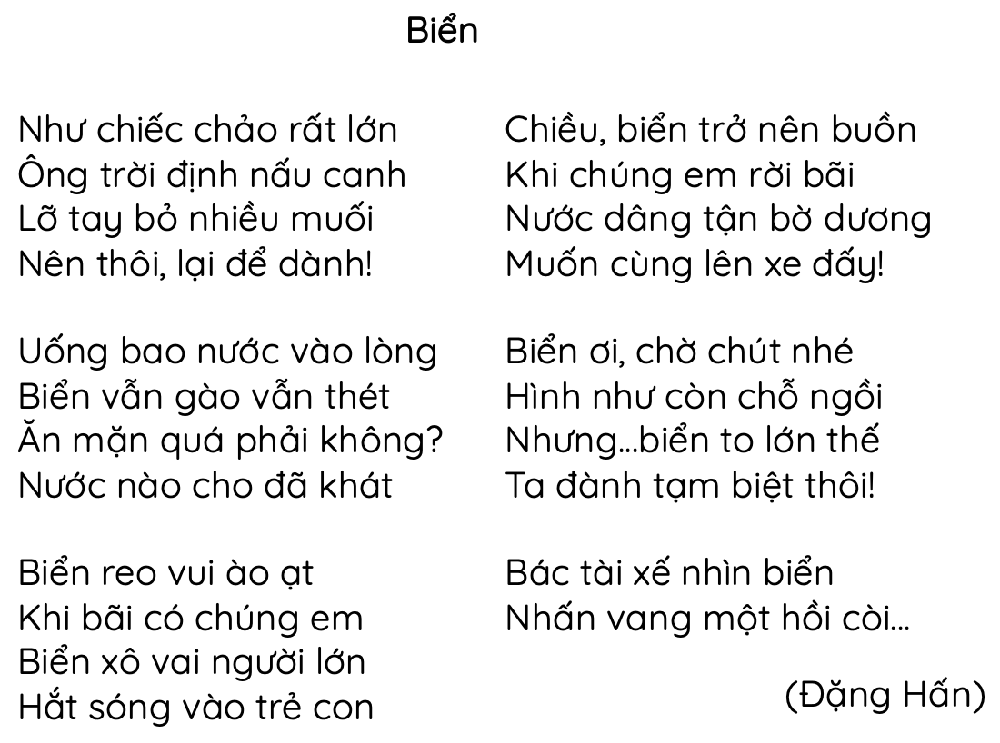 Biển
Như chiếc chảo rất lớn
Ông trời định nấu canh
Lỡ tay bỏ nhiều muối
Nên thôi, lại để dành!
Uống bao nước vào lòng
Biển vẫn gào vẫn thét
Ăn mặn quá phải không?
Nước nào cho đã khát
Biển reo vui ào ạt
Khi bãi có chúng em
Biển xô vai người lớn
Hắt sóng vào trẻ con
Chiều, biển trở nên buồn
Khi chúng em rời bãi
Nước dâng tận bờ dương
Muốn cùng lên xe đấy!
Biển ơi, chờ chút nhé
Hình như còn chỗ ngồi
Nhưng...biển to lớn thế
Ta đành tạm biệt thôi!
Bác tài xế nhìn biển
Nhấn vang một hồi còi...
(Đặng Hấn)